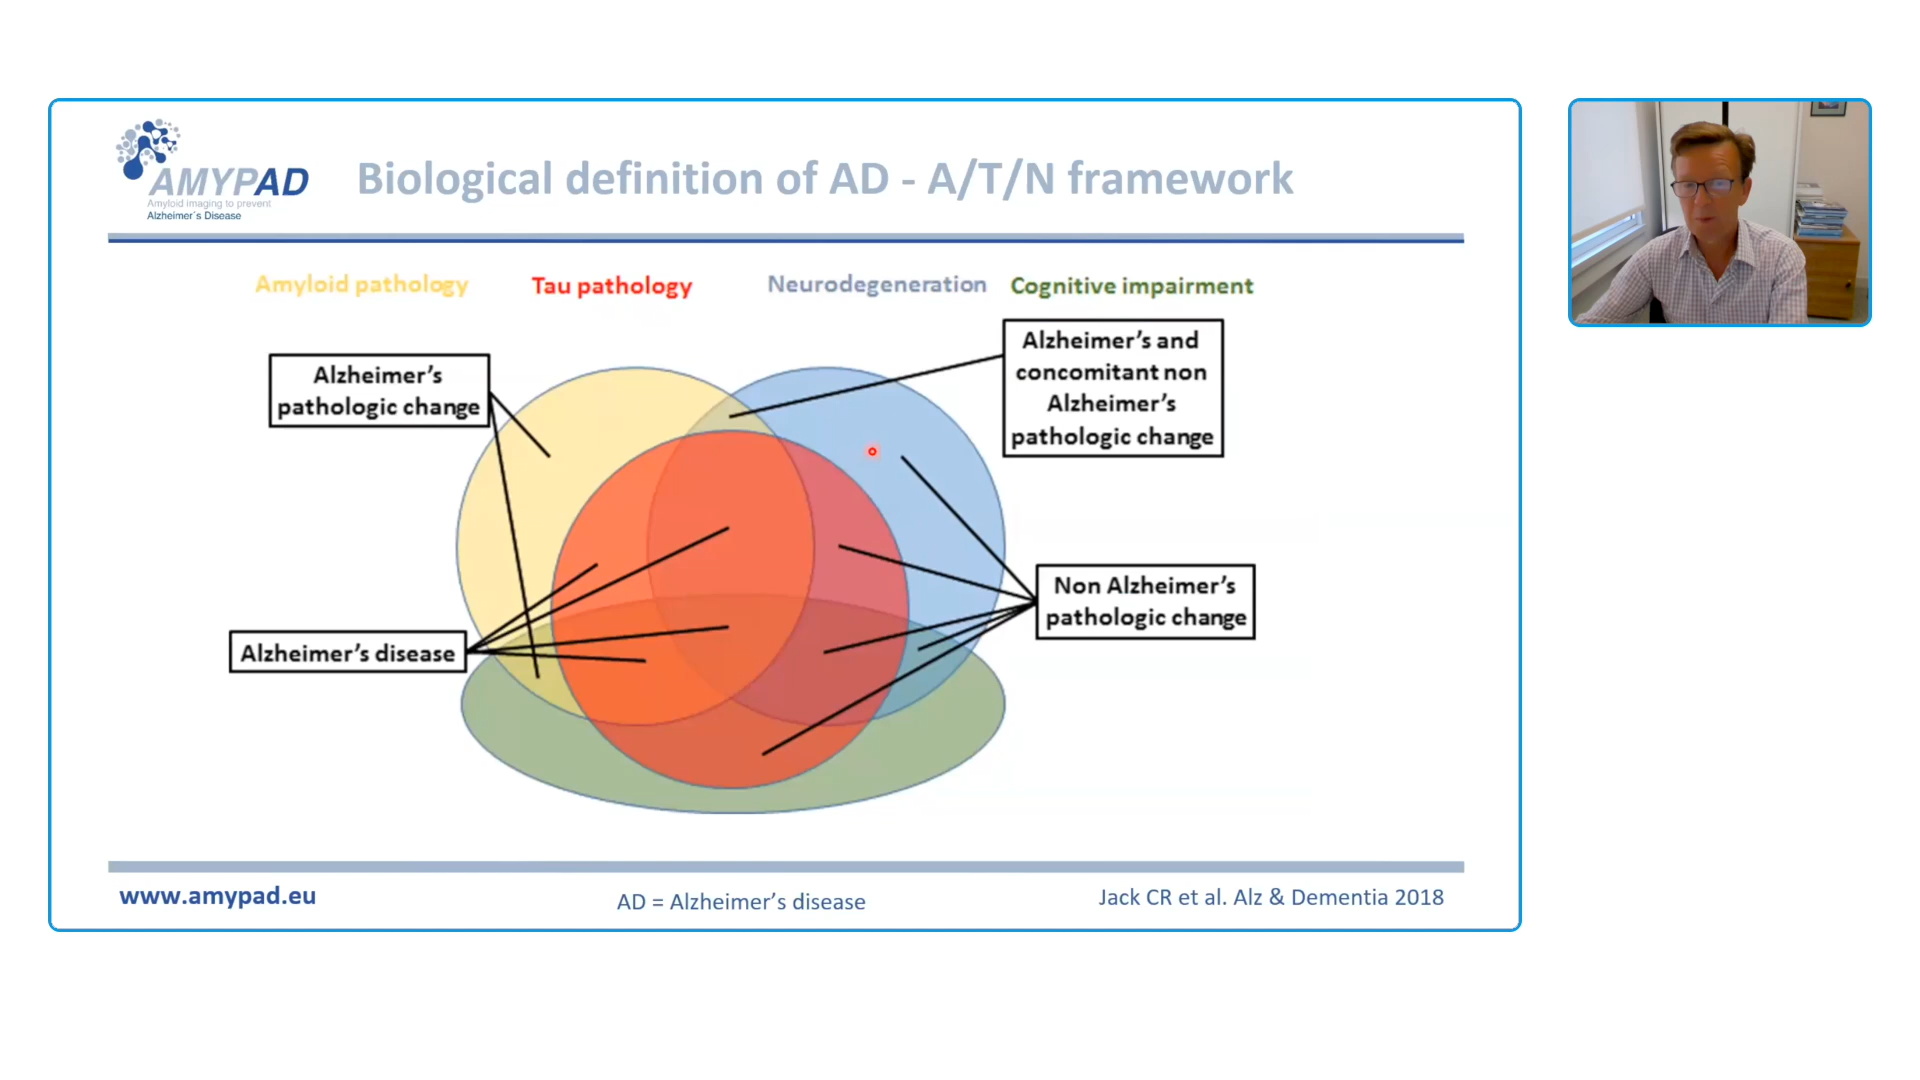 AMYPAD
Amyloid imaging to prevent
Alzheimer´s Disease
Biological definition of AD - A/T/N framework
Amyloid pathology
Tau pathology
Neurodegeneration
Cognitive impairment
Alzheimer’s
pathologic change
Alzheimer’s and
concomitant non
Alzheimer’s
pathologic change
Alzheimer’s disease
Non Alzheimer’s
pathologic change
www.amypad.eu
AD = Alzheimer’s disease
Jack CR et al. Alz & Dementia 2018